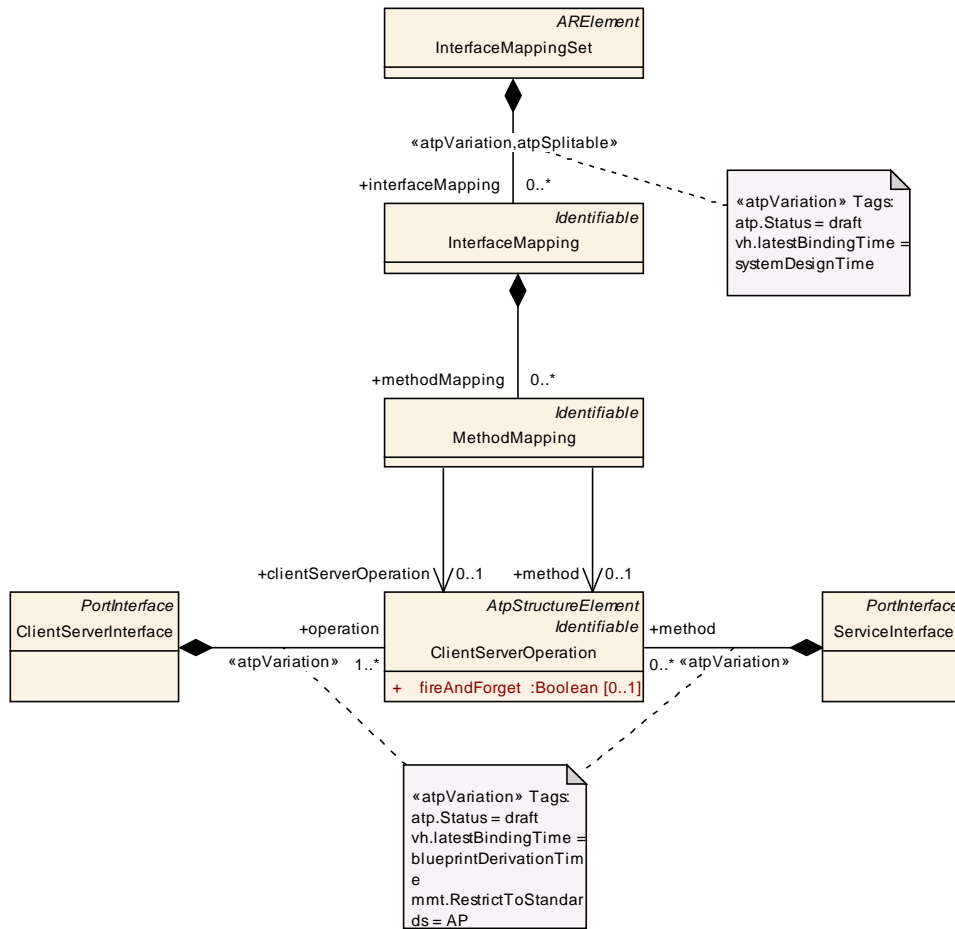 ARElement
InterfaceMappingSet
«atpVariation,atpSplitable»
+interfaceMapping 0..*
«atpVariation» Tags:
atp.Status = draft
vh.latestBindingTime =
systemDesignTime
Identifiable
InterfaceMapping
+methodMapping 0..*
Identifiable
MethodMapping
+clientServerOperation 0..1 +method 0..1
PortInterface
ClientServerInterface
+operation
«atpVariation» 1..*
AtpStructureElement
Identifiable
ClientServerOperation
+ fireAndForget :Boolean [0..1]
+method
0..* «atpVariation»
PortInterface
ServiceInterface
«atpVariation» Tags:
atp.Status = draft
vh.latestBindingTime =
blueprintDerivationTim
e
mmt.RestrictToStandar
ds = AP